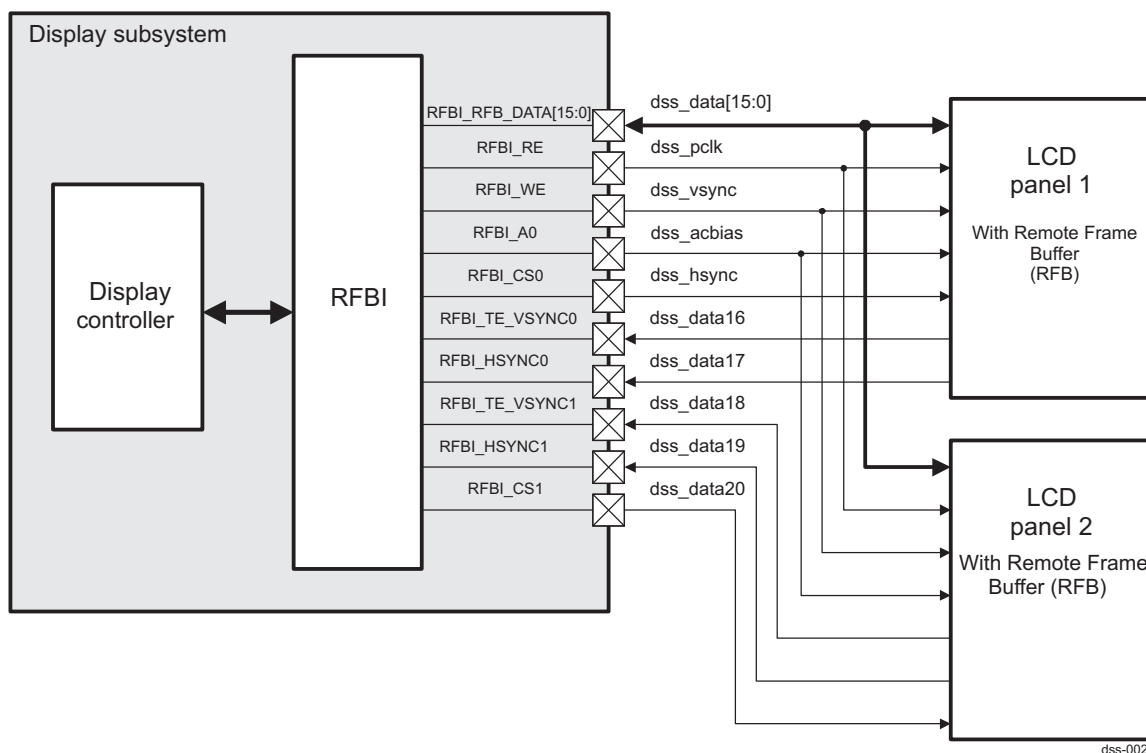 Display subsystem
RFBI_RFB_DATA[15:0]
dss_data[15:0]
RFBI_RE
dss_pclk
RFBI_WE
dss_vsync
RFBI_A0
dss_acbias
RFBI_CS0
dss_hsync
RFBI_TE_VSYNC0
dss_data16
RFBI_HSYNC0
dss_data17
RFBI_TE_VSYNC1
dss_data18
RFBI_HSYNC1
dss_data19
RFBI_CS1
dss_data20
Display
controller
RFBI
LCD
panel 1
With Remote Frame
Buffer
(RFB)
LCD
panel 2
With Remote Frame
Buffer (RFB)
dss-002